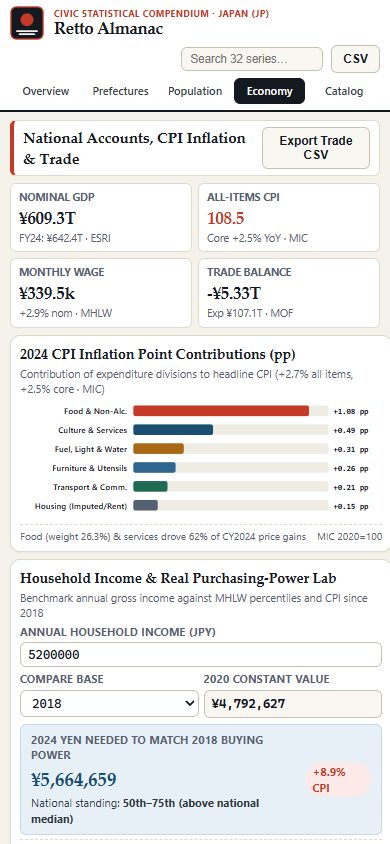 CIVIC STATISTICAL COMPENDIUM · JAPAN (JP)
Retto Almanac
Search 32 series...
CSV
Overview
Prefectures
Population
Economy
Catalog
National Accounts, CPI Inflation
& Trade
Export Trade
CSV
NOMINAL GDP
¥609.3T
FY24: ¥642.4T · ESRI
ALL-ITEMS CPI
108.5
Core +2.5% YoY · MIC
MONTHLY WAGE
¥339.5k
+2.9% nom · MHLW
TRADE BALANCE
-¥5.33T
Exp ¥107.1T · MOF
2024 CPI Inflation Point Contributions (pp)
Contribution of expenditure divisions to headline CPI (+2.7% all items,
+2.5% core · MIC)
Food & Non-Alc. +1.08 pp
Culture & Services +0.49 pp
Fuel, Light & Water +0.31 pp
Furniture & Utensils +0.26 pp
Transport & Comm. +0.21 pp
Housing (Imputed/Rent) +0.15 pp
Food (weight 26.3%) & services drove 62% of CY2024 price gains MIC 2020=100
Household Income & Real Purchasing-Power Lab
Benchmark annual gross income against MHLW percentiles and CPI since
2018
ANNUAL HOUSEHOLD INCOME (JPY)
5200000
COMPARE BASE
2018
2020 CONSTANT VALUE
¥4,792,627
2024 YEN NEEDED TO MATCH 2018 BUYING
POWER
¥5,664,659
National standing: 50th–75th (above national
median)
+8.9%
CPI